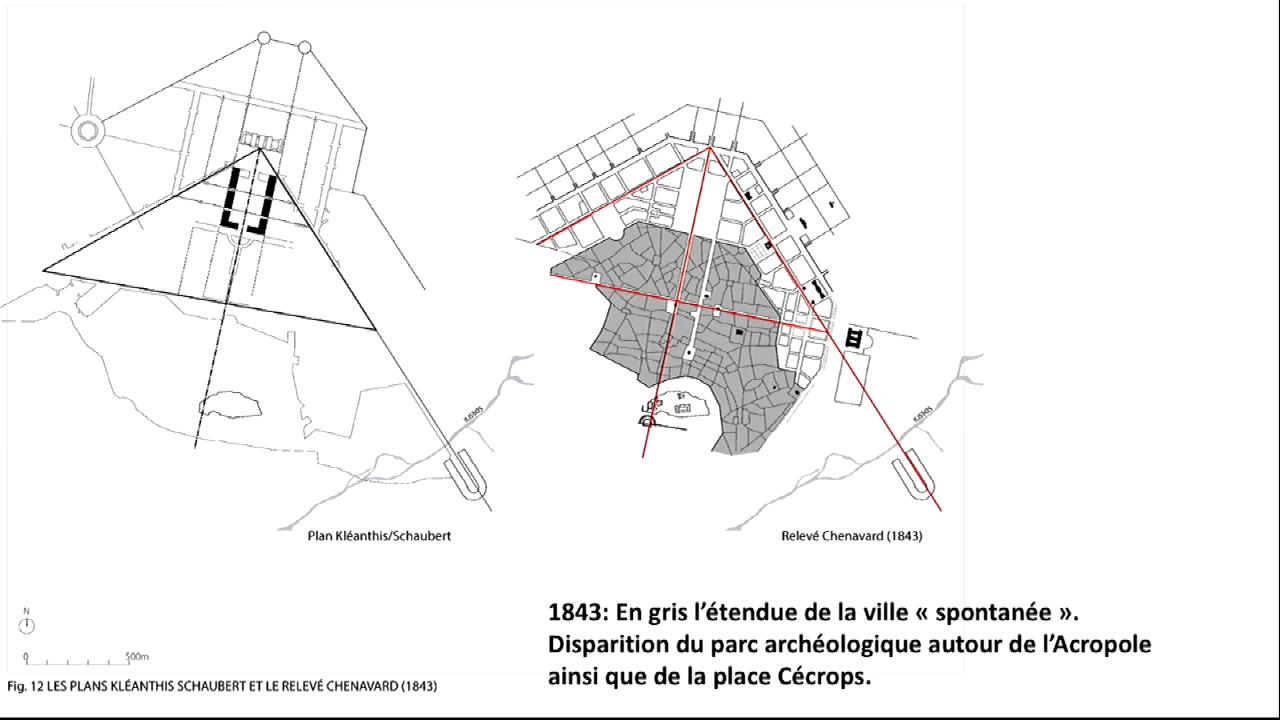 Ilissos
Plan Kléanthis/Schaubert
Ilissos
Relevé Chenavard (1843)
N
0
500m
Fig. 12 LES PLANS KLÉANTHIS SCHAUBERT ET LE RELEVÉ CHENAVARD (1843)
1843: En gris l’étendue de la ville « spontanée ».
Disparition du parc archéologique autour de l’Acropole
ainsi que de la place Cécrops.